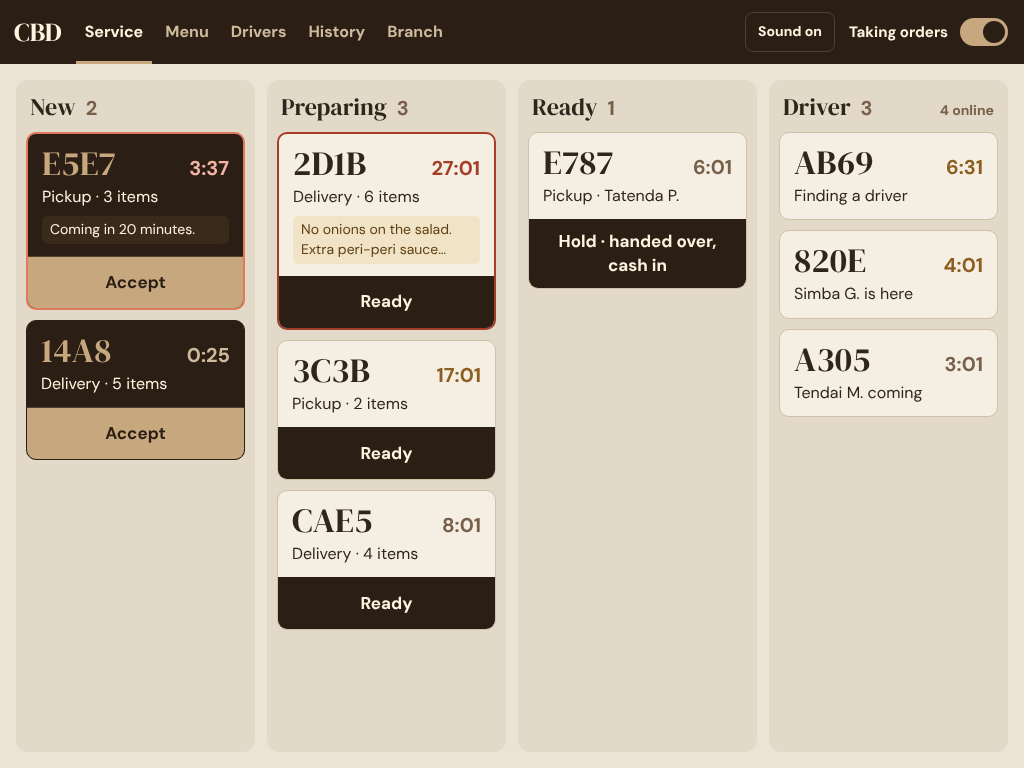 CBD Service Menu Drivers History Branch Sound on Taking orders
New 2
E5E7 3:37
Pickup · 3 items
Coming in 20 minutes.
Accept
14A8 0:25
Delivery · 5 items
Accept
Preparing 3
2D1B 27:01
Delivery · 6 items
No onions on the salad.
Extra peri-peri sauce…
Ready
3C3B 17:01
Pickup · 2 items
Ready
CAE5 8:01
Delivery · 4 items
Ready
Ready 1
E787 6:01
Pickup · Tatenda P.
Hold · handed over,
cash in
Driver 3 4 online
AB69 6:31
Finding a driver
820E 4:01
Simba G. is here
A305 3:01
Tendai M. coming